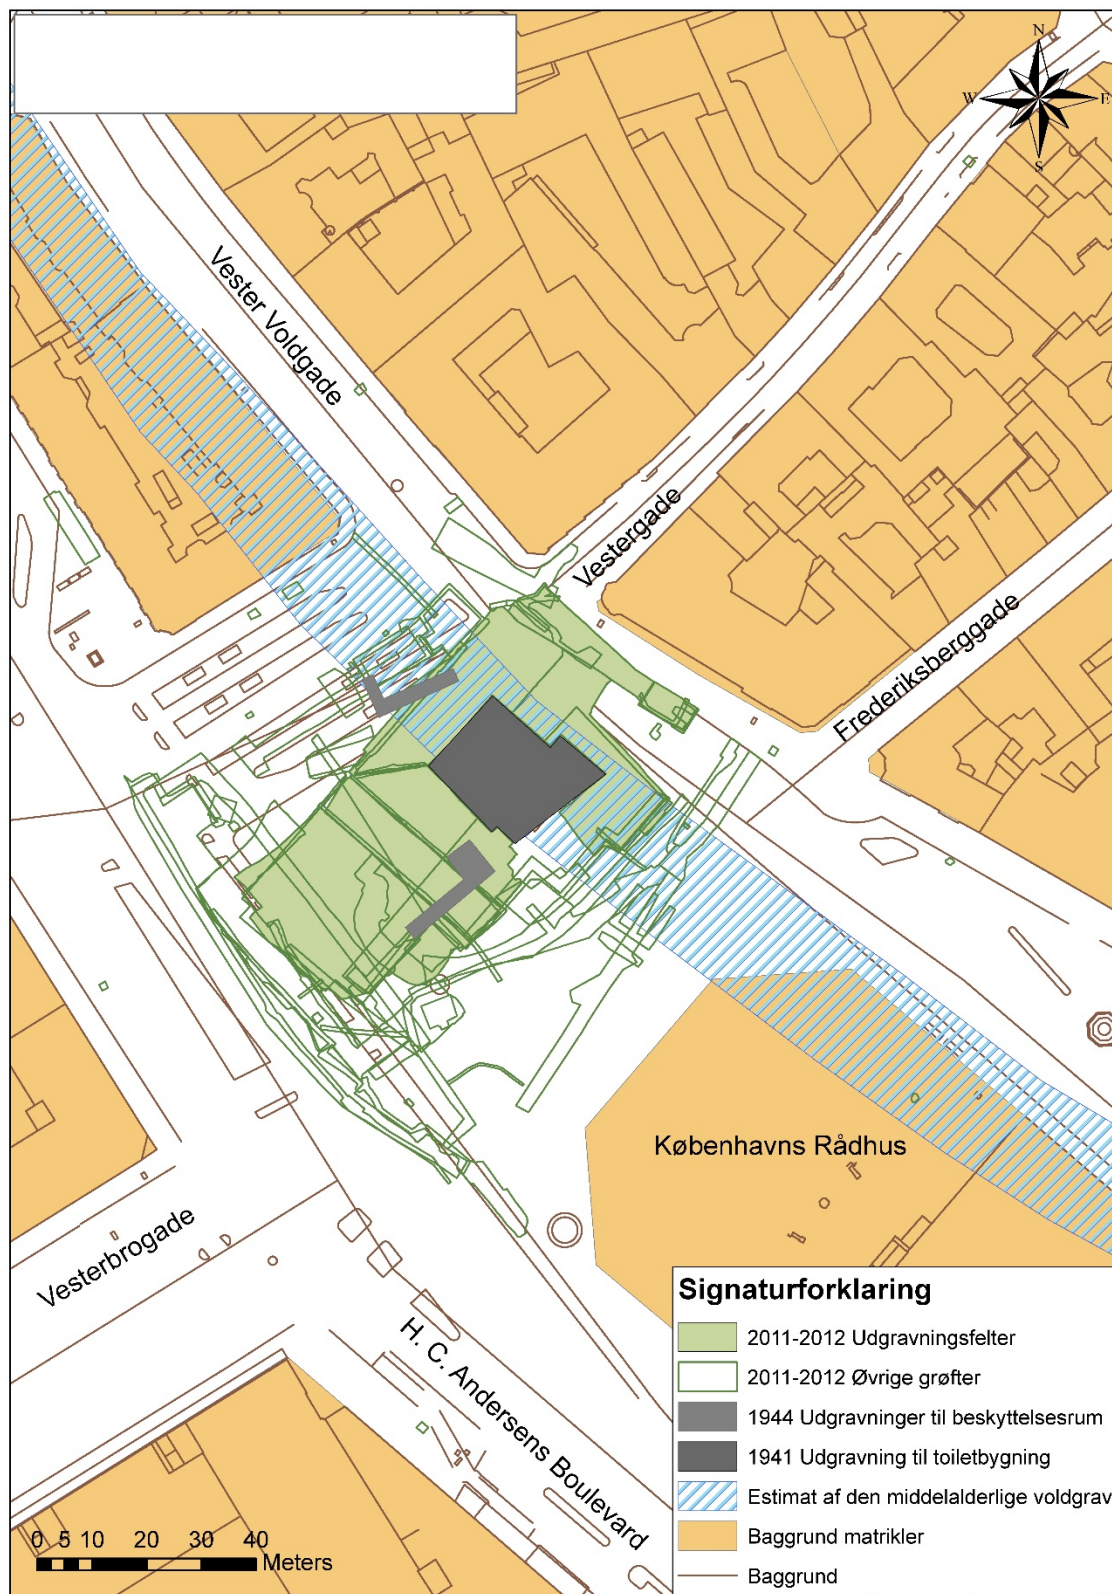 N
W
E
S
Vester Voldgade
Vestergade
Frederiksberggade
Københavns Rådhus
Vesterbrogade
H. C. Andersens Boulevard
Signaturforklaring
2011-2012 Udgravningsfelter
2011-2012 Øvrige grøfter
1944 Udgravninger til beskyttelsesrum
1941 Udgravning til toiletbygning
Estimat af den middelalderlige voldgrav
Baggrund matrikler
Baggrund
0 5 10 20 30 40
Meters